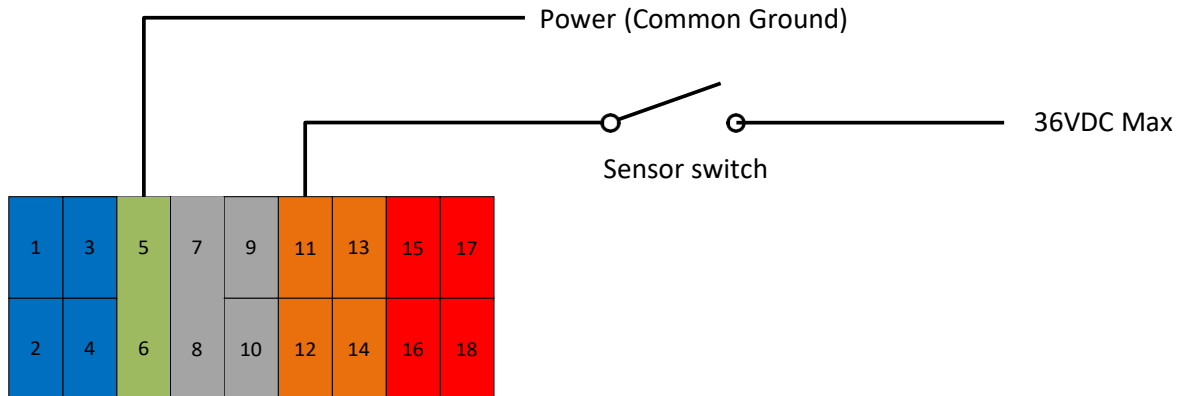 Power (Common Ground)
36VDC Max
Sensor switch
1 3 5 7 9 11 13 15 17
2 4 6 8 10 12 14 16 18